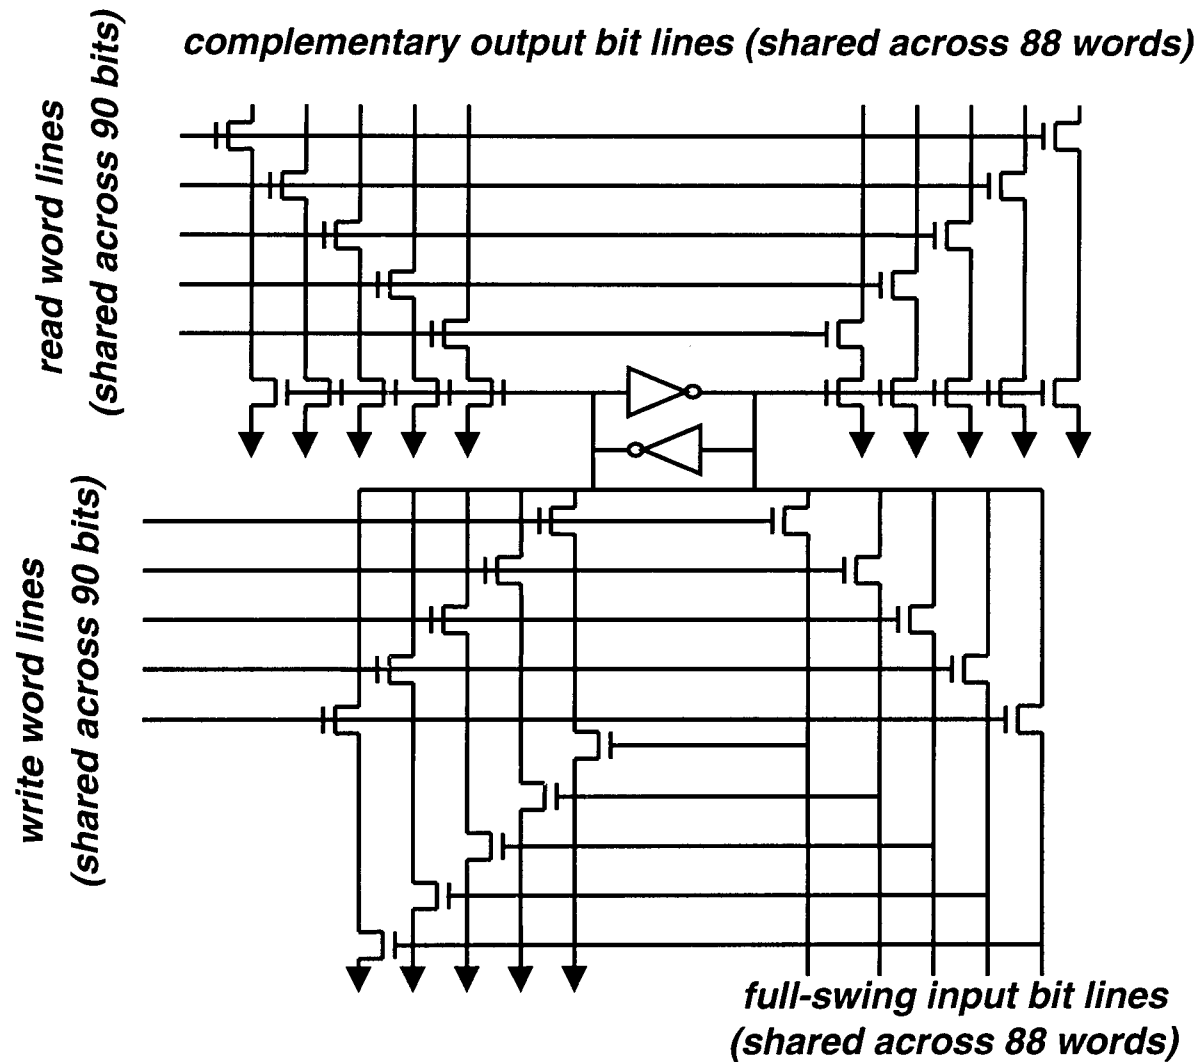 complementary output bit lines (shared across 88 words)
read word lines
(shared across 90 bits)
write word lines
(shared across 90 bits)
full-swing input bit lines
(shared across 88 words)